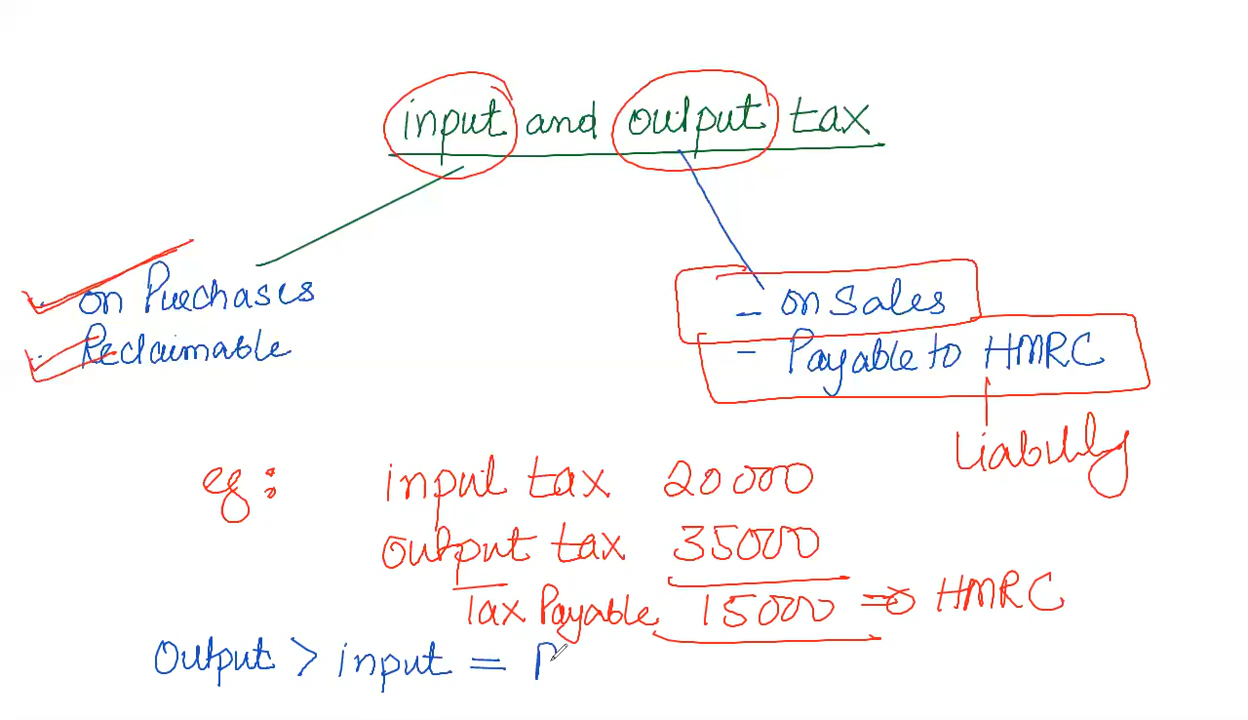 input and output tax
on Purchases
Reclaimable
- on Sales
- Payable to HMRC
Liability
eg: input tax 20000
output tax 35000
Tax Payable 15000 => HMRC
Output > input = P